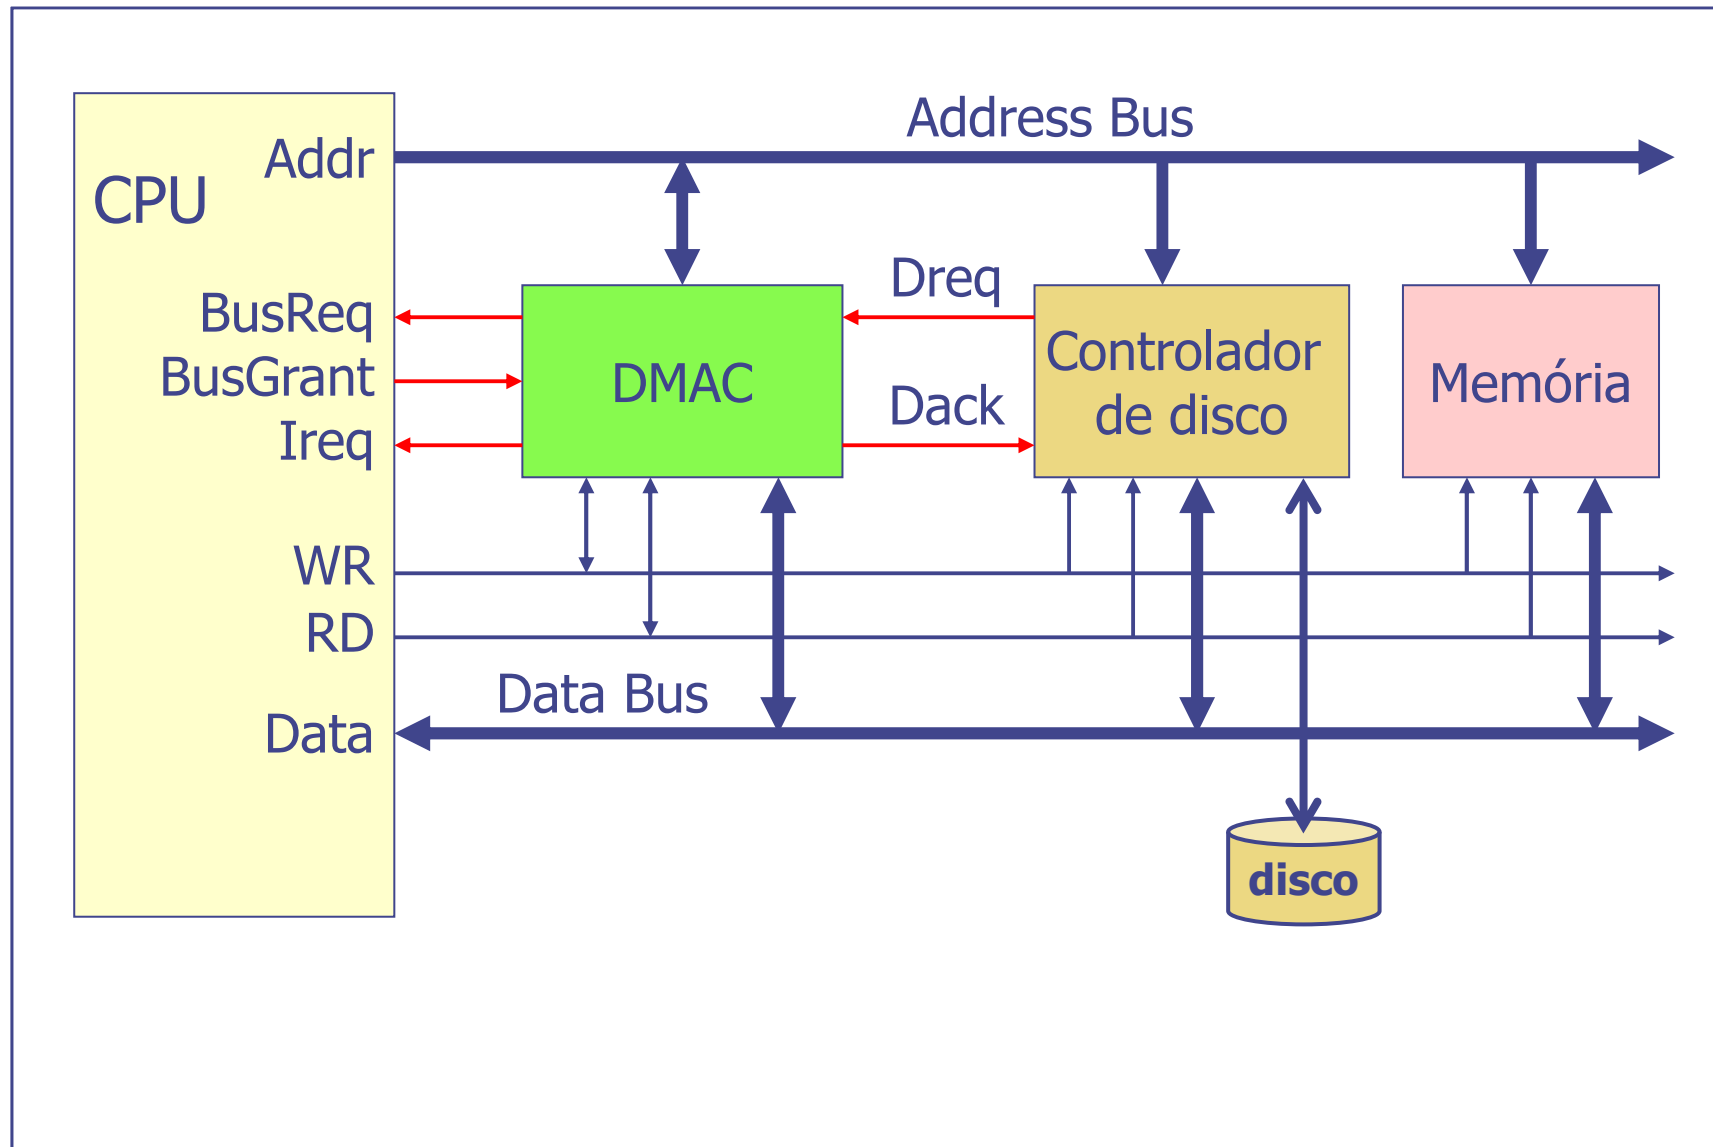 Address Bus
Addr
CPU
Dreq
BusReq
Controlador
de disco
BusGrant
DMAC
Memória
Dack
Ireq
WR
RD
Data Bus
Data
disco